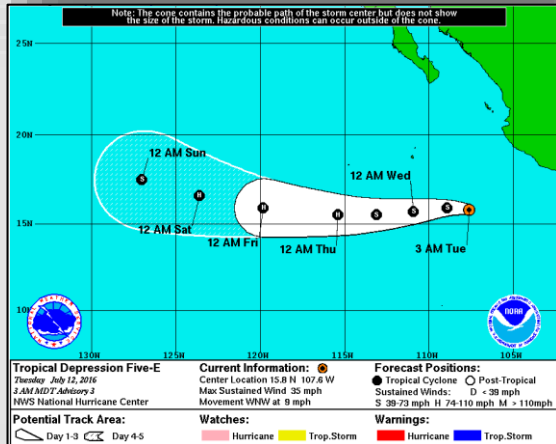 Note: The cone contains the probable path of the storm center but does not show
the size of the storm. Hazardous conditions can occur outside of the cone.
25N
20N
12 AM Sun
12 AM Wed
15N
12 AM Sat
12 AM Fri
12 AM Thu
3 AM Tue
10N
NOAA
130W
125W
120W
115W
110W
105W
S
H
H
H
S
S
S
Tropical Depression Five-E
Tuesday July 12, 2016
3 AM MDT Advisory 3
NWS National Hurricane Center
Current Information:
Center Location 15.8 N 107.6 W
Max Sustained Wind 35 mph
Movement WNW at 9 mph
Forecast Positions:
Tropical Cyclone Post-Tropical
Sustained Winds: D < 39 mph
S 39-73 mph H 74-110 mph M > 110mph
Potential Track Area:
Day 1-3 Day 4-5
Watches:
Hurricane Trop.Storm
Warnings:
Hurricane Trop.Storm